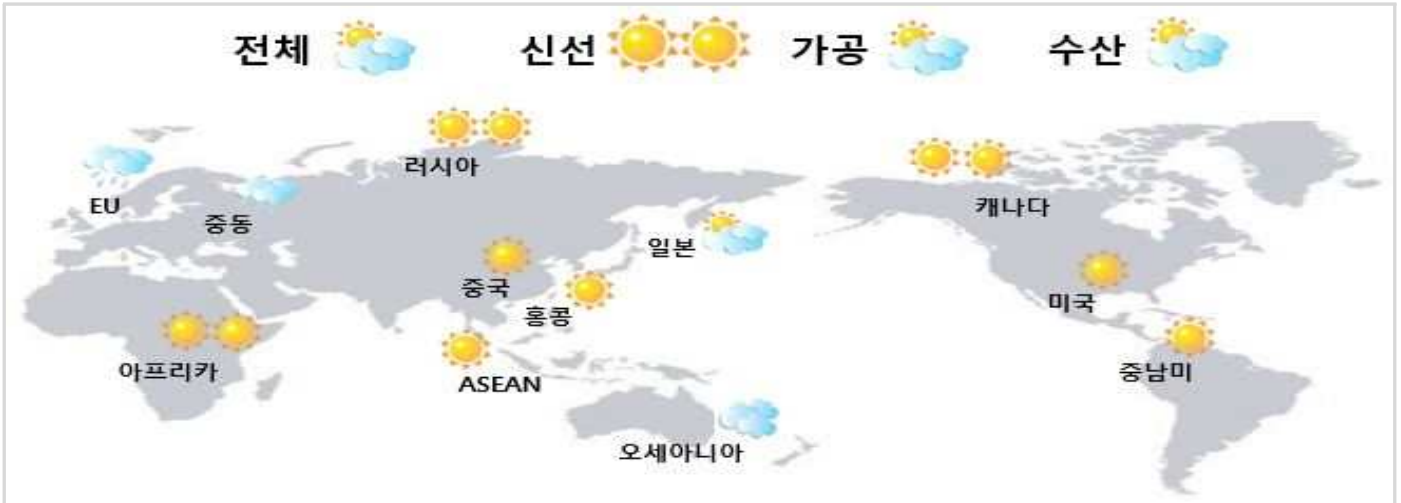 전체 신선 가공 수산
러시아
EU
중동
캐나다
일본
중국
홍콩
미국
아프리카
ASEAN
중남미
오세아니아